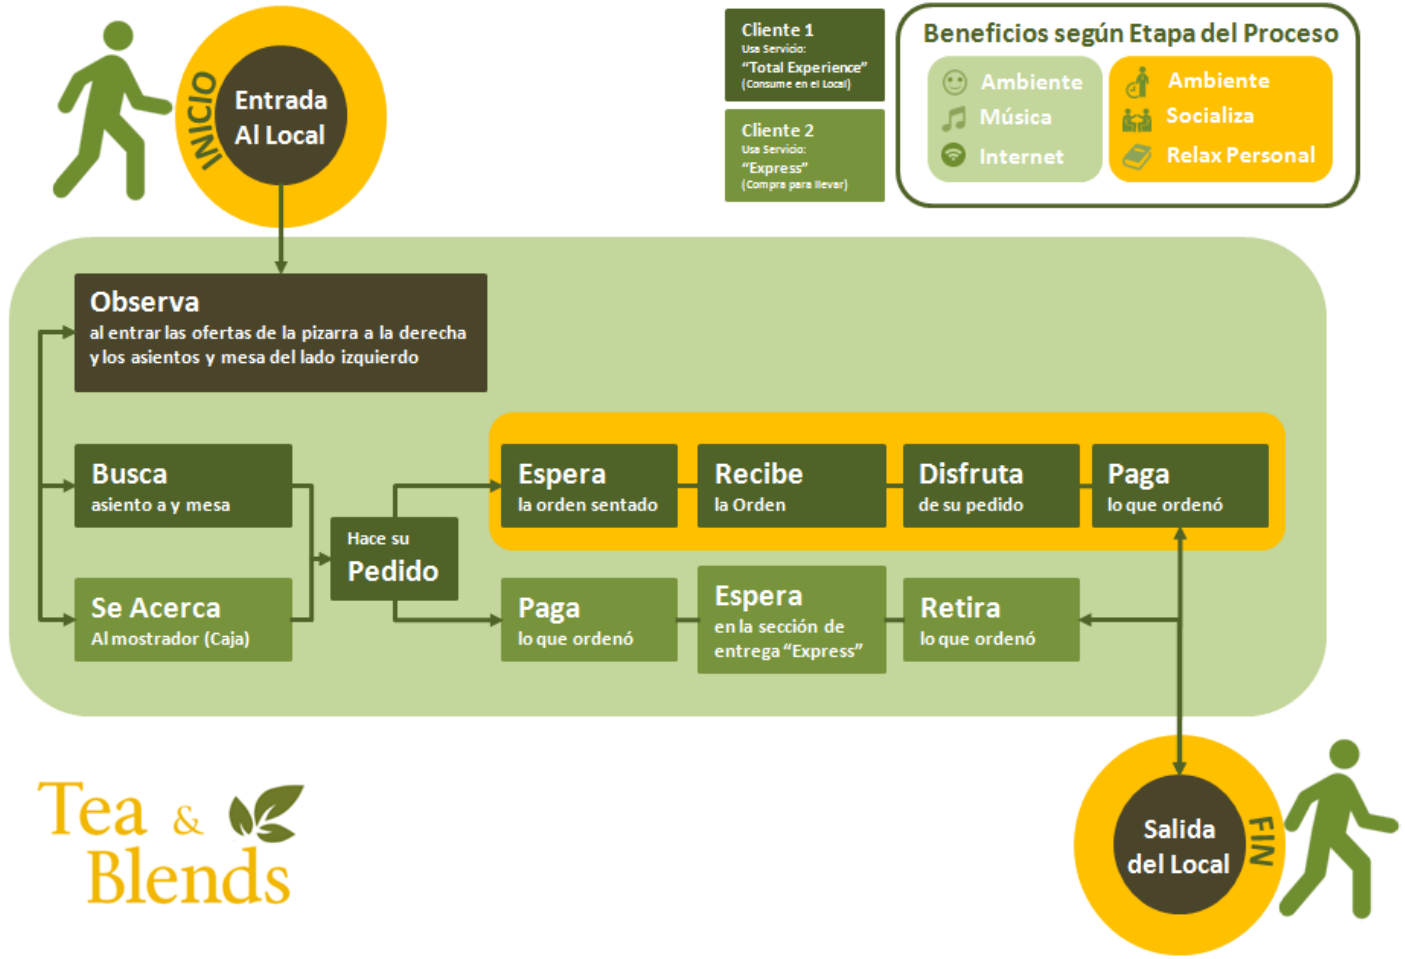 INICIO
Entrada
Al Local
Cliente 1
Usa Servicio:
“Total Experience”
(Consume en el Local)
Cliente 2
Usa Servicio:
“Express”
(Compra para llevar)
Beneficios según Etapa del Proceso
Ambiente
Música
Internet
Ambiente
Socializa
Relax Personal
Observa
al entrar las ofertas de la pizarra a la derecha
y los asientos y mesa del lado izquierdo
Busca
asiento a y mesa
Se Acerca
Al mostrador (Caja)
Hace su
Pedido
Espera
la orden sentado
Recibe
la Orden
Disfruta
de su pedido
Paga
lo que ordenó
Paga
lo que ordenó
Espera
en la sección de
entrega “Express”
Retira
lo que ordenó
Salida
del Local
FIN
Tea &
Blends